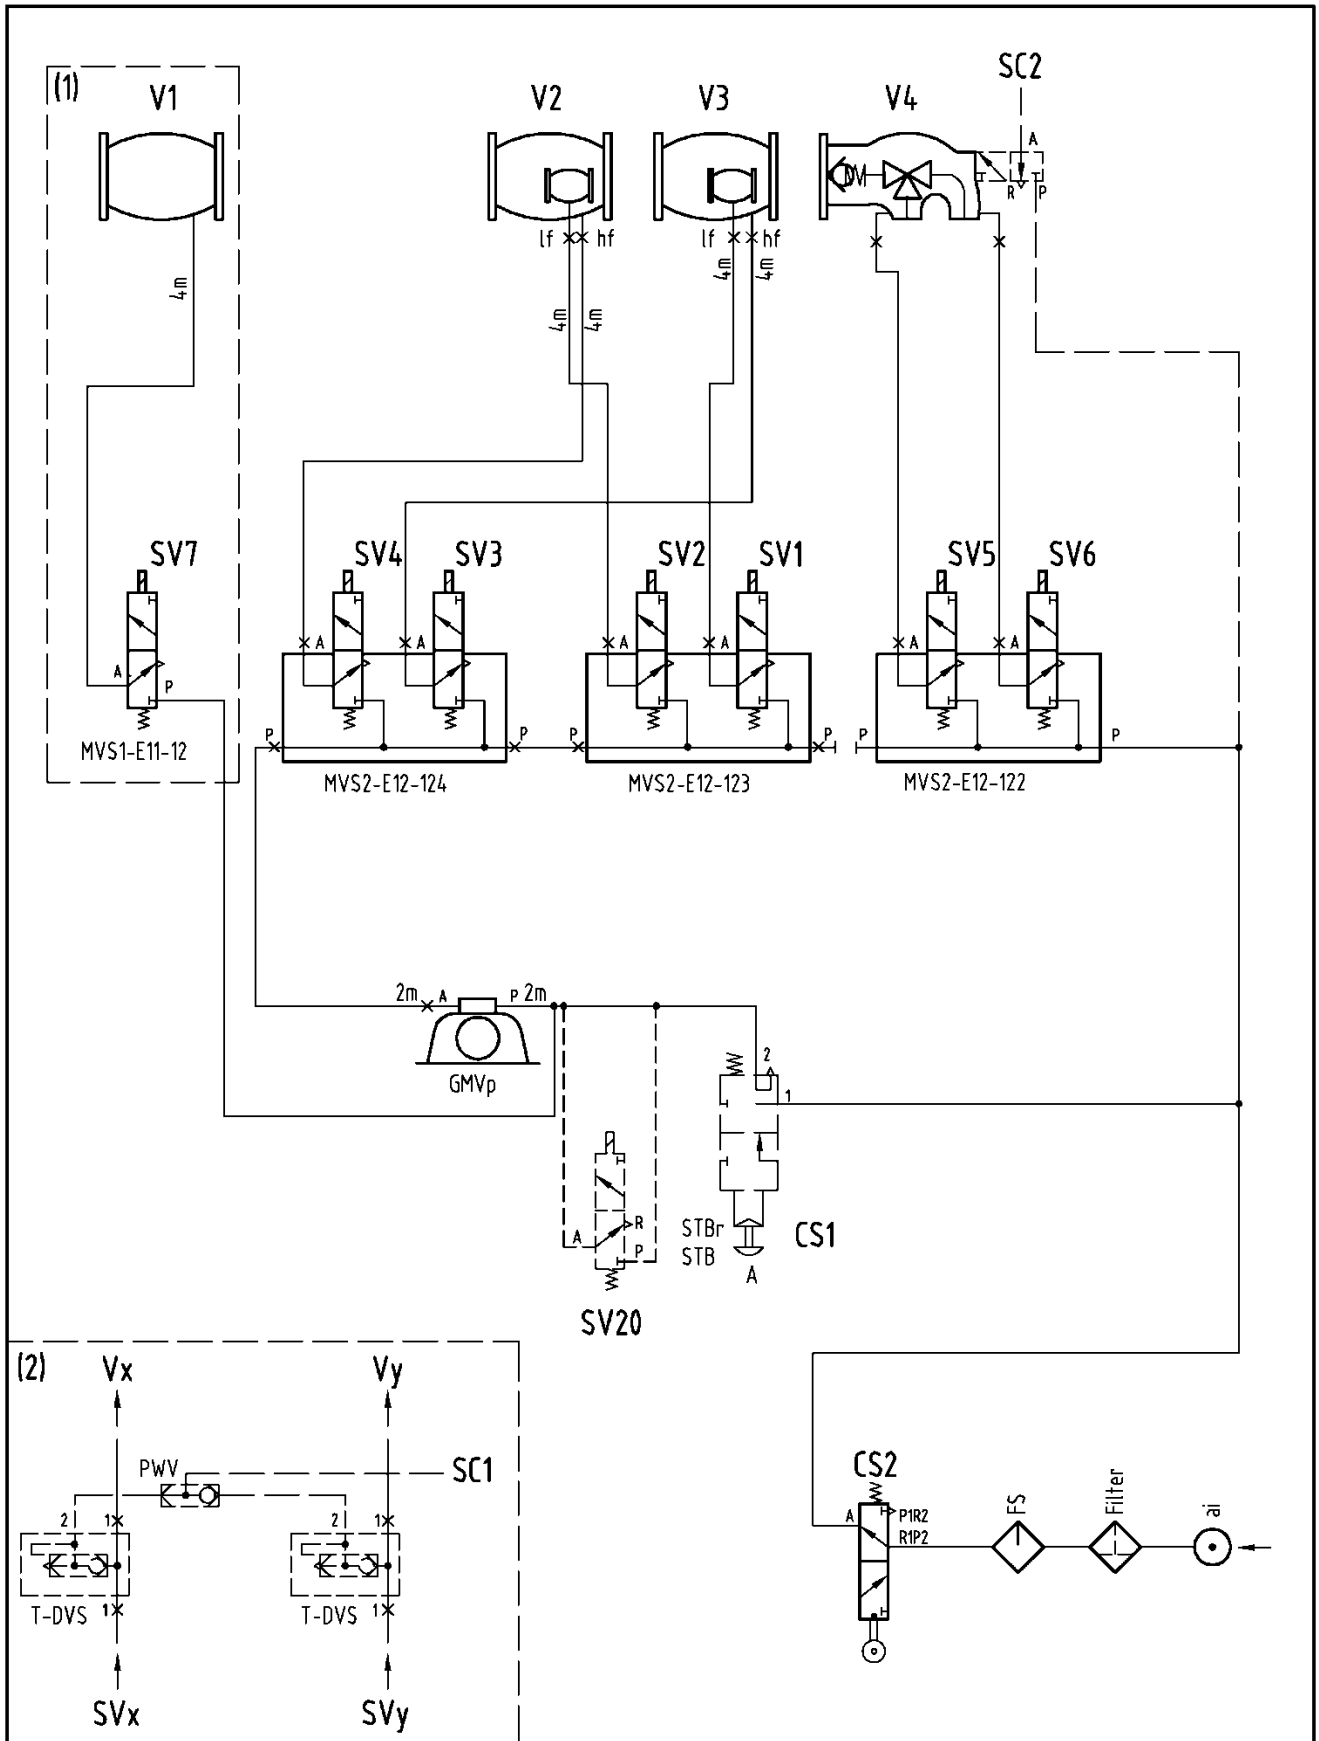 (1)
V1
V2
V3
V4
SC2
A
R
P
lf
hf
lf
hf
4m
4m
4m
4m
4m
SV7
SV4
SV3
SV2
SV1
SV5
SV6
A
A
A
A
A
A
A
P
P
P
P
P
P
P
MVS1-E11-12
MVS2-E12-124
MVS2-E12-123
MVS2-E12-122
2m
A
P
2m
GMVp
2
1
A
R
P
STBr
STB
A
CS1
SV20
(2)
Vx
Vy
PWV
SC1
2
1
2
1
T-DVS
1
T-DVS
1
SVx
SVy
CS2
A
P1R2
R1P2
FS
Filter
ai